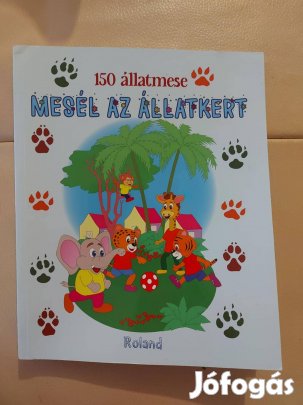 150 állatmese
MESÉL AZ ÁLLATKERT
Roland
Jófogás